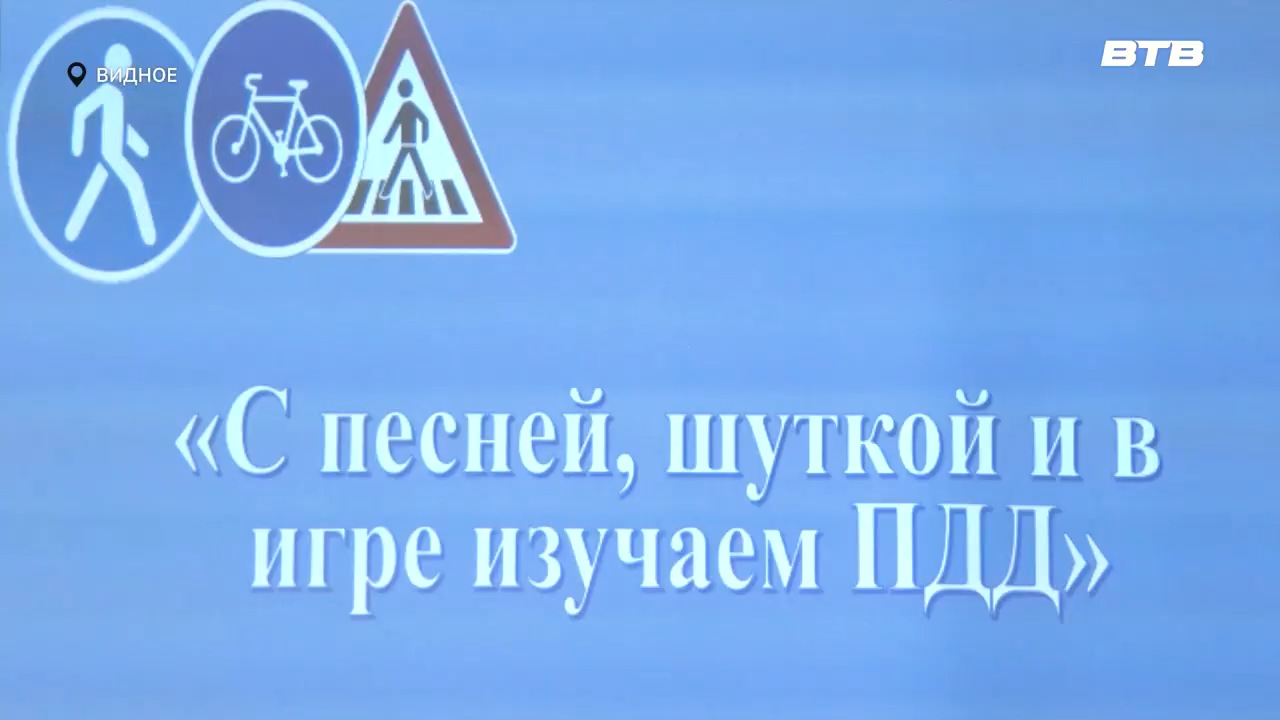 ВИДНОЕ
ВТВ
«С песней, шуткой и в
игре изучаем ПДД»